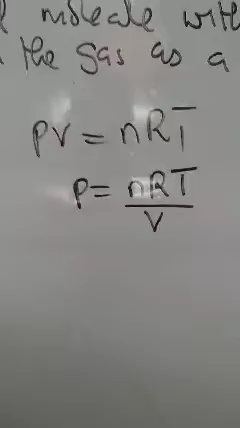 molecule with
the gas as a
PV = nRT
P = nRT
V